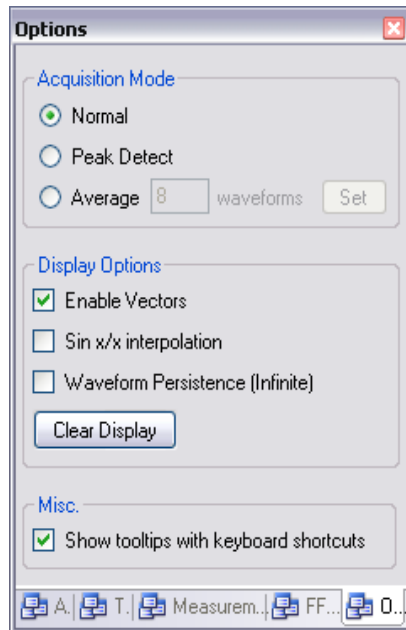 Options
Acquisition Mode
Normal
Peak Detect
Average 8 waveforms Set
Display Options
Enable Vectors
Sin x/x interpolation
Waveform Persistence (Infinite)
Clear Display
Misc.
Show tooltips with keyboard shortcuts
A. T. Measurem... FF... O...